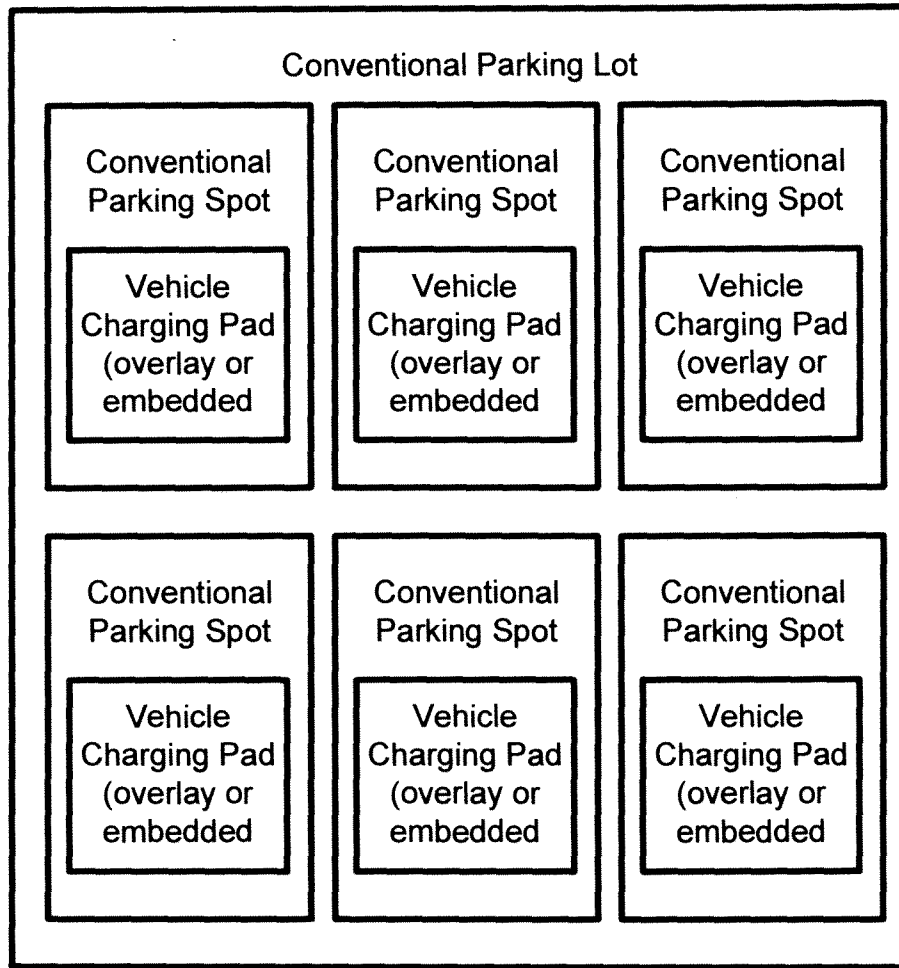 Conventional Parking Lot
Conventional
Parking Spot
Vehicle
Charging Pad
(overlay or
embedded
Conventional
Parking Spot
Vehicle
Charging Pad
(overlay or
embedded
Conventional
Parking Spot
Vehicle
Charging Pad
(overlay or
embedded
Conventional
Parking Spot
Vehicle
Charging Pad
(overlay or
embedded
Conventional
Parking Spot
Vehicle
Charging Pad
(overlay or
embedded
Conventional
Parking Spot
Vehicle
Charging Pad
(overlay or
embedded